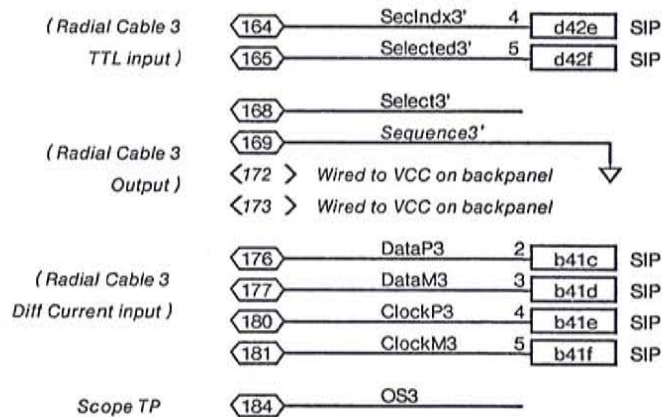 ( Radial Cable 3 164 SecIndx3' 4 d42e SIP
TTL input ) 165 Selected3' 5 d42f SIP
168 Select3'
( Radial Cable 3 169 Sequence3'
Output ) <172 > Wired to VCC on backpanel
<173 > Wired to VCC on backpanel
176 DataP3 2 b41c SIP
( Radial Cable 3 177 DataM3 3 b41d SIP
Diff Current input ) 180 ClockP3 4 b41e SIP
181 ClockM3 5 b41f SIP
Scope TP 184 OS3